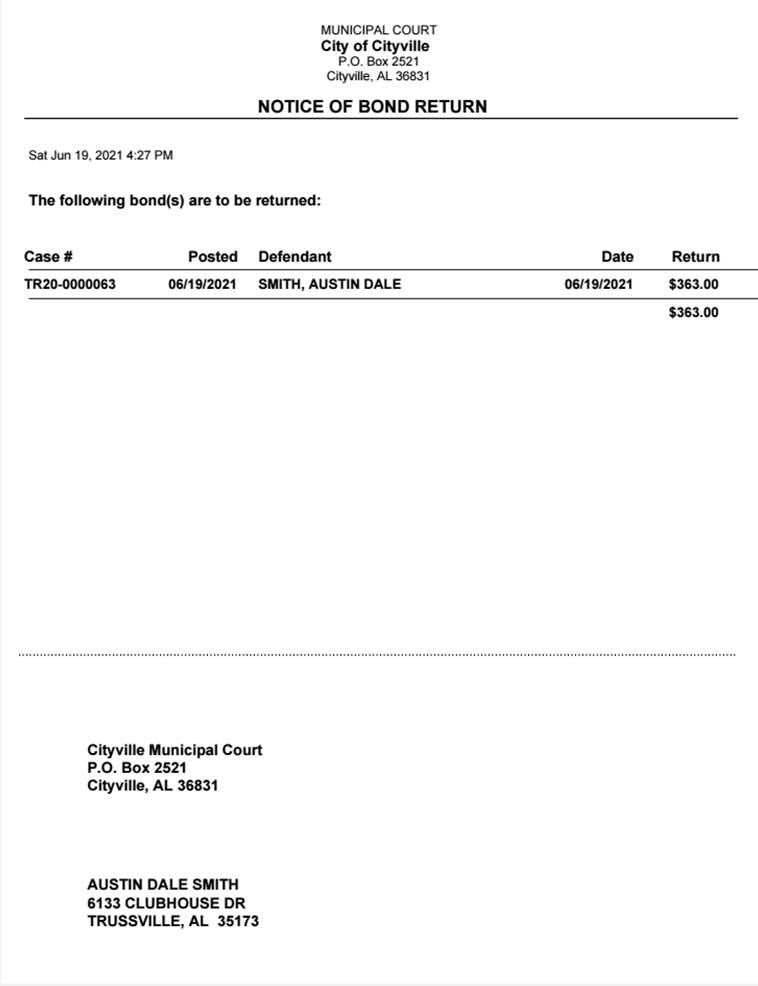 MUNICIPAL COURT
City of Cityville
P.O. Box 2521
Cityville, AL 36831
NOTICE OF BOND RETURN
Sat Jun 19, 2021 4:27 PM
The following bond(s) are to be returned:
Case # Posted Defendant Date Return
TR20-0000063 06/19/2021 SMITH, AUSTIN DALE 06/19/2021 $363.00
$363.00
Cityville Municipal Court
P.O. Box 2521
Cityville, AL 36831
AUSTIN DALE SMITH
6133 CLUBHOUSE DR
TRUSSVILLE, AL 35173